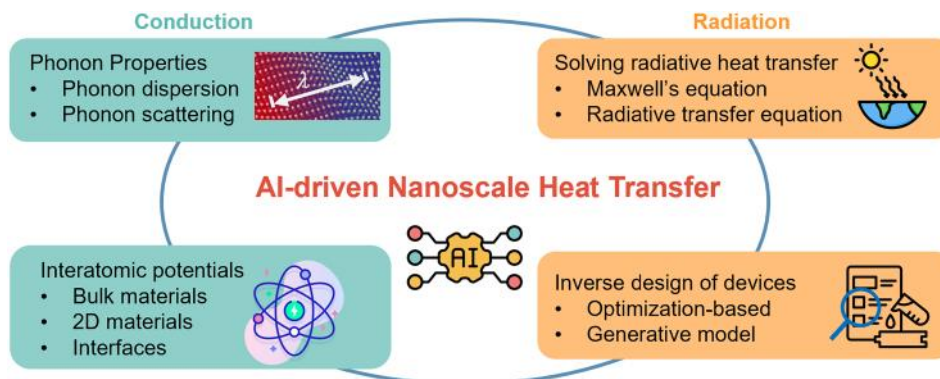 Conduction
Radiation
Phonon Properties
• Phonon dispersion
• Phonon scattering
λ
Solving radiative heat transfer
• Maxwell's equation
• Radiative transfer equation
AI-driven Nanoscale Heat Transfer
AI
Interatomic potentials
• Bulk materials
• 2D materials
• Interfaces
Inverse design of devices
• Optimization-based
• Generative model